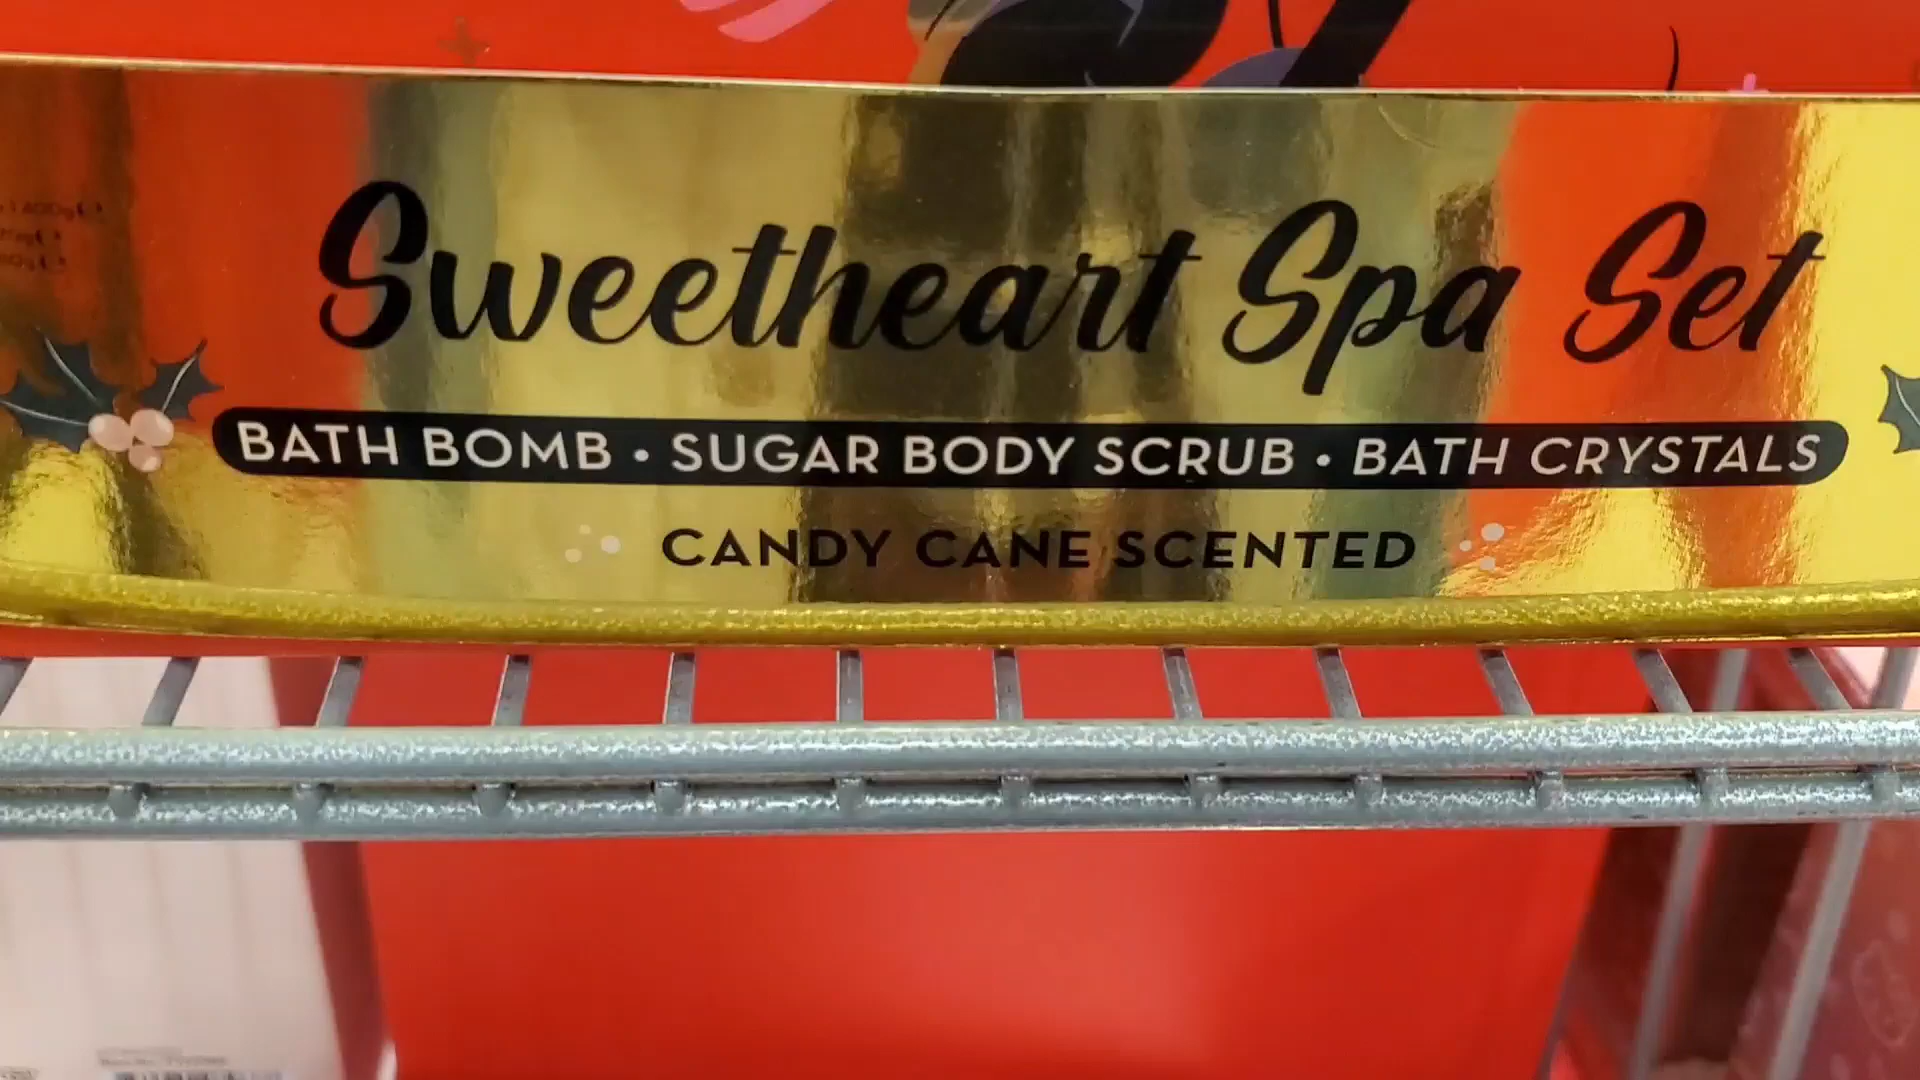 Sweetheart Spa Set
BATH BOMB • SUGAR BODY SCRUB • BATH CRYSTALS
CANDY CANE SCENTED